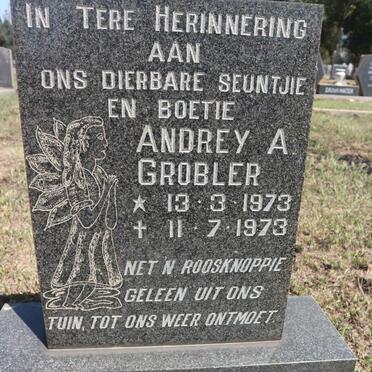 IN TERE HERINNERING
AAN
ONS DIERBARE SEUNTJIE
EN BOETIE
ANDREY A
GROBLER
* 13·3·1973
† 11·7·1973
NET 'N ROOSKNOPPIE
GELEEN UIT ONS
TUIN, TOT ONS WEER ONTMOET.